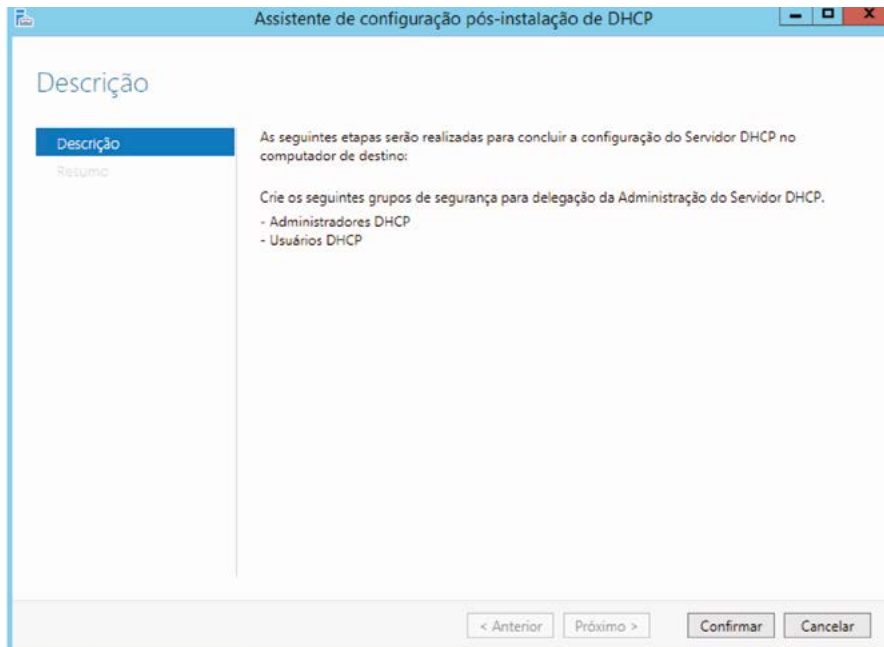 Assistente de configuração pós-instalação de DHCP
Descrição
Descrição
Resumo
As seguintes etapas serão realizadas para concluir a configuração do Servidor DHCP no
computador de destino:
Crie os seguintes grupos de segurança para delegação da Administração do Servidor DHCP.
- Administradores DHCP
- Usuários DHCP
< Anterior
Próximo >
Confirmar
Cancelar